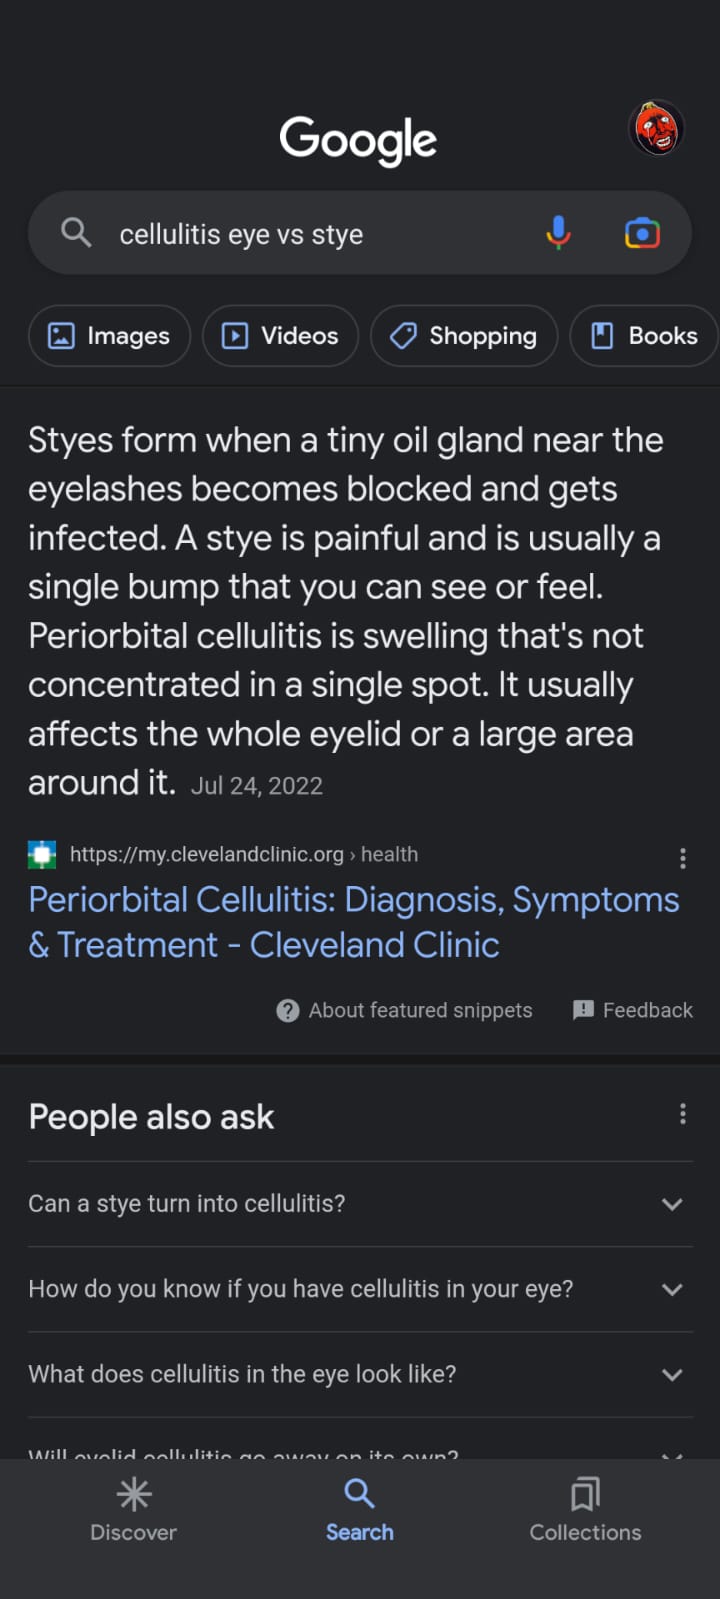 Google
cellulitis eye vs stye
Images
Videos
Shopping
Books
Styes form when a tiny oil gland near the
eyelashes becomes blocked and gets
infected. A stye is painful and is usually a
single bump that you can see or feel.
Periorbital cellulitis is swelling that's not
concentrated in a single spot. It usually
affects the whole eyelid or a large area
around it. Jul 24, 2022
https://my.clevelandclinic.org › health
Periorbital Cellulitis: Diagnosis, Symptoms
& Treatment - Cleveland Clinic
About featured snippets
Feedback
People also ask
Can a stye turn into cellulitis?
How do you know if you have cellulitis in your eye?
What does cellulitis in the eye look like?
Will eyelid cellulitis go away on its own?
Discover
Search
Collections